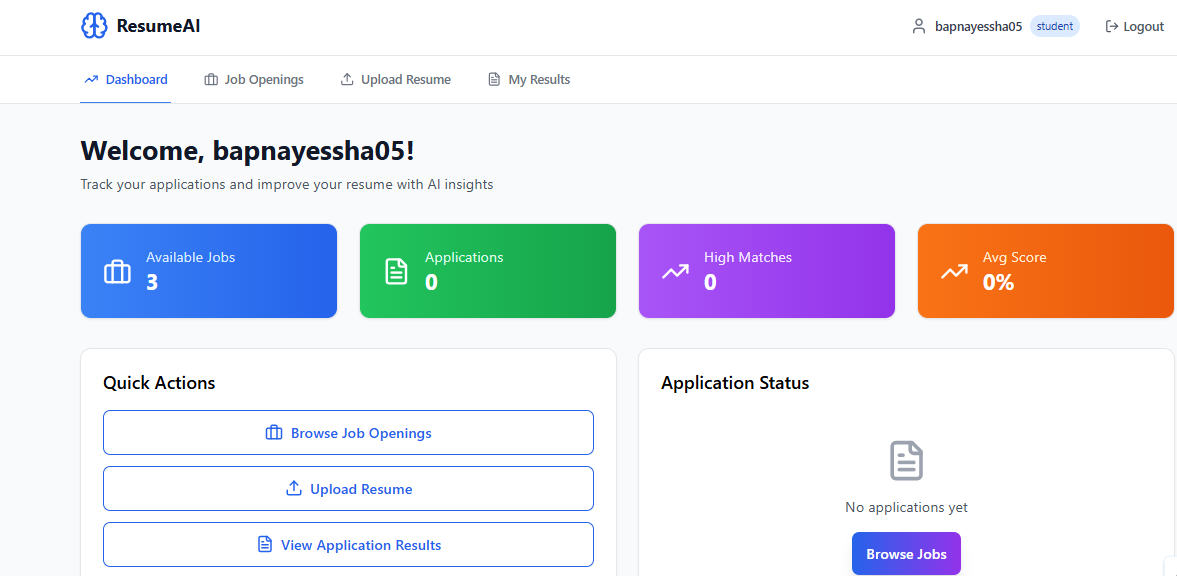 ResumeAI
bapnayessha05 student Logout
Dashboard Job Openings Upload Resume My Results
Welcome, bapnayessha05!
Track your applications and improve your resume with AI insights
Available Jobs
3
Applications
0
High Matches
0
Avg Score
0%
Quick Actions
Browse Job Openings
Upload Resume
View Application Results
Application Status
No applications yet
Browse Jobs